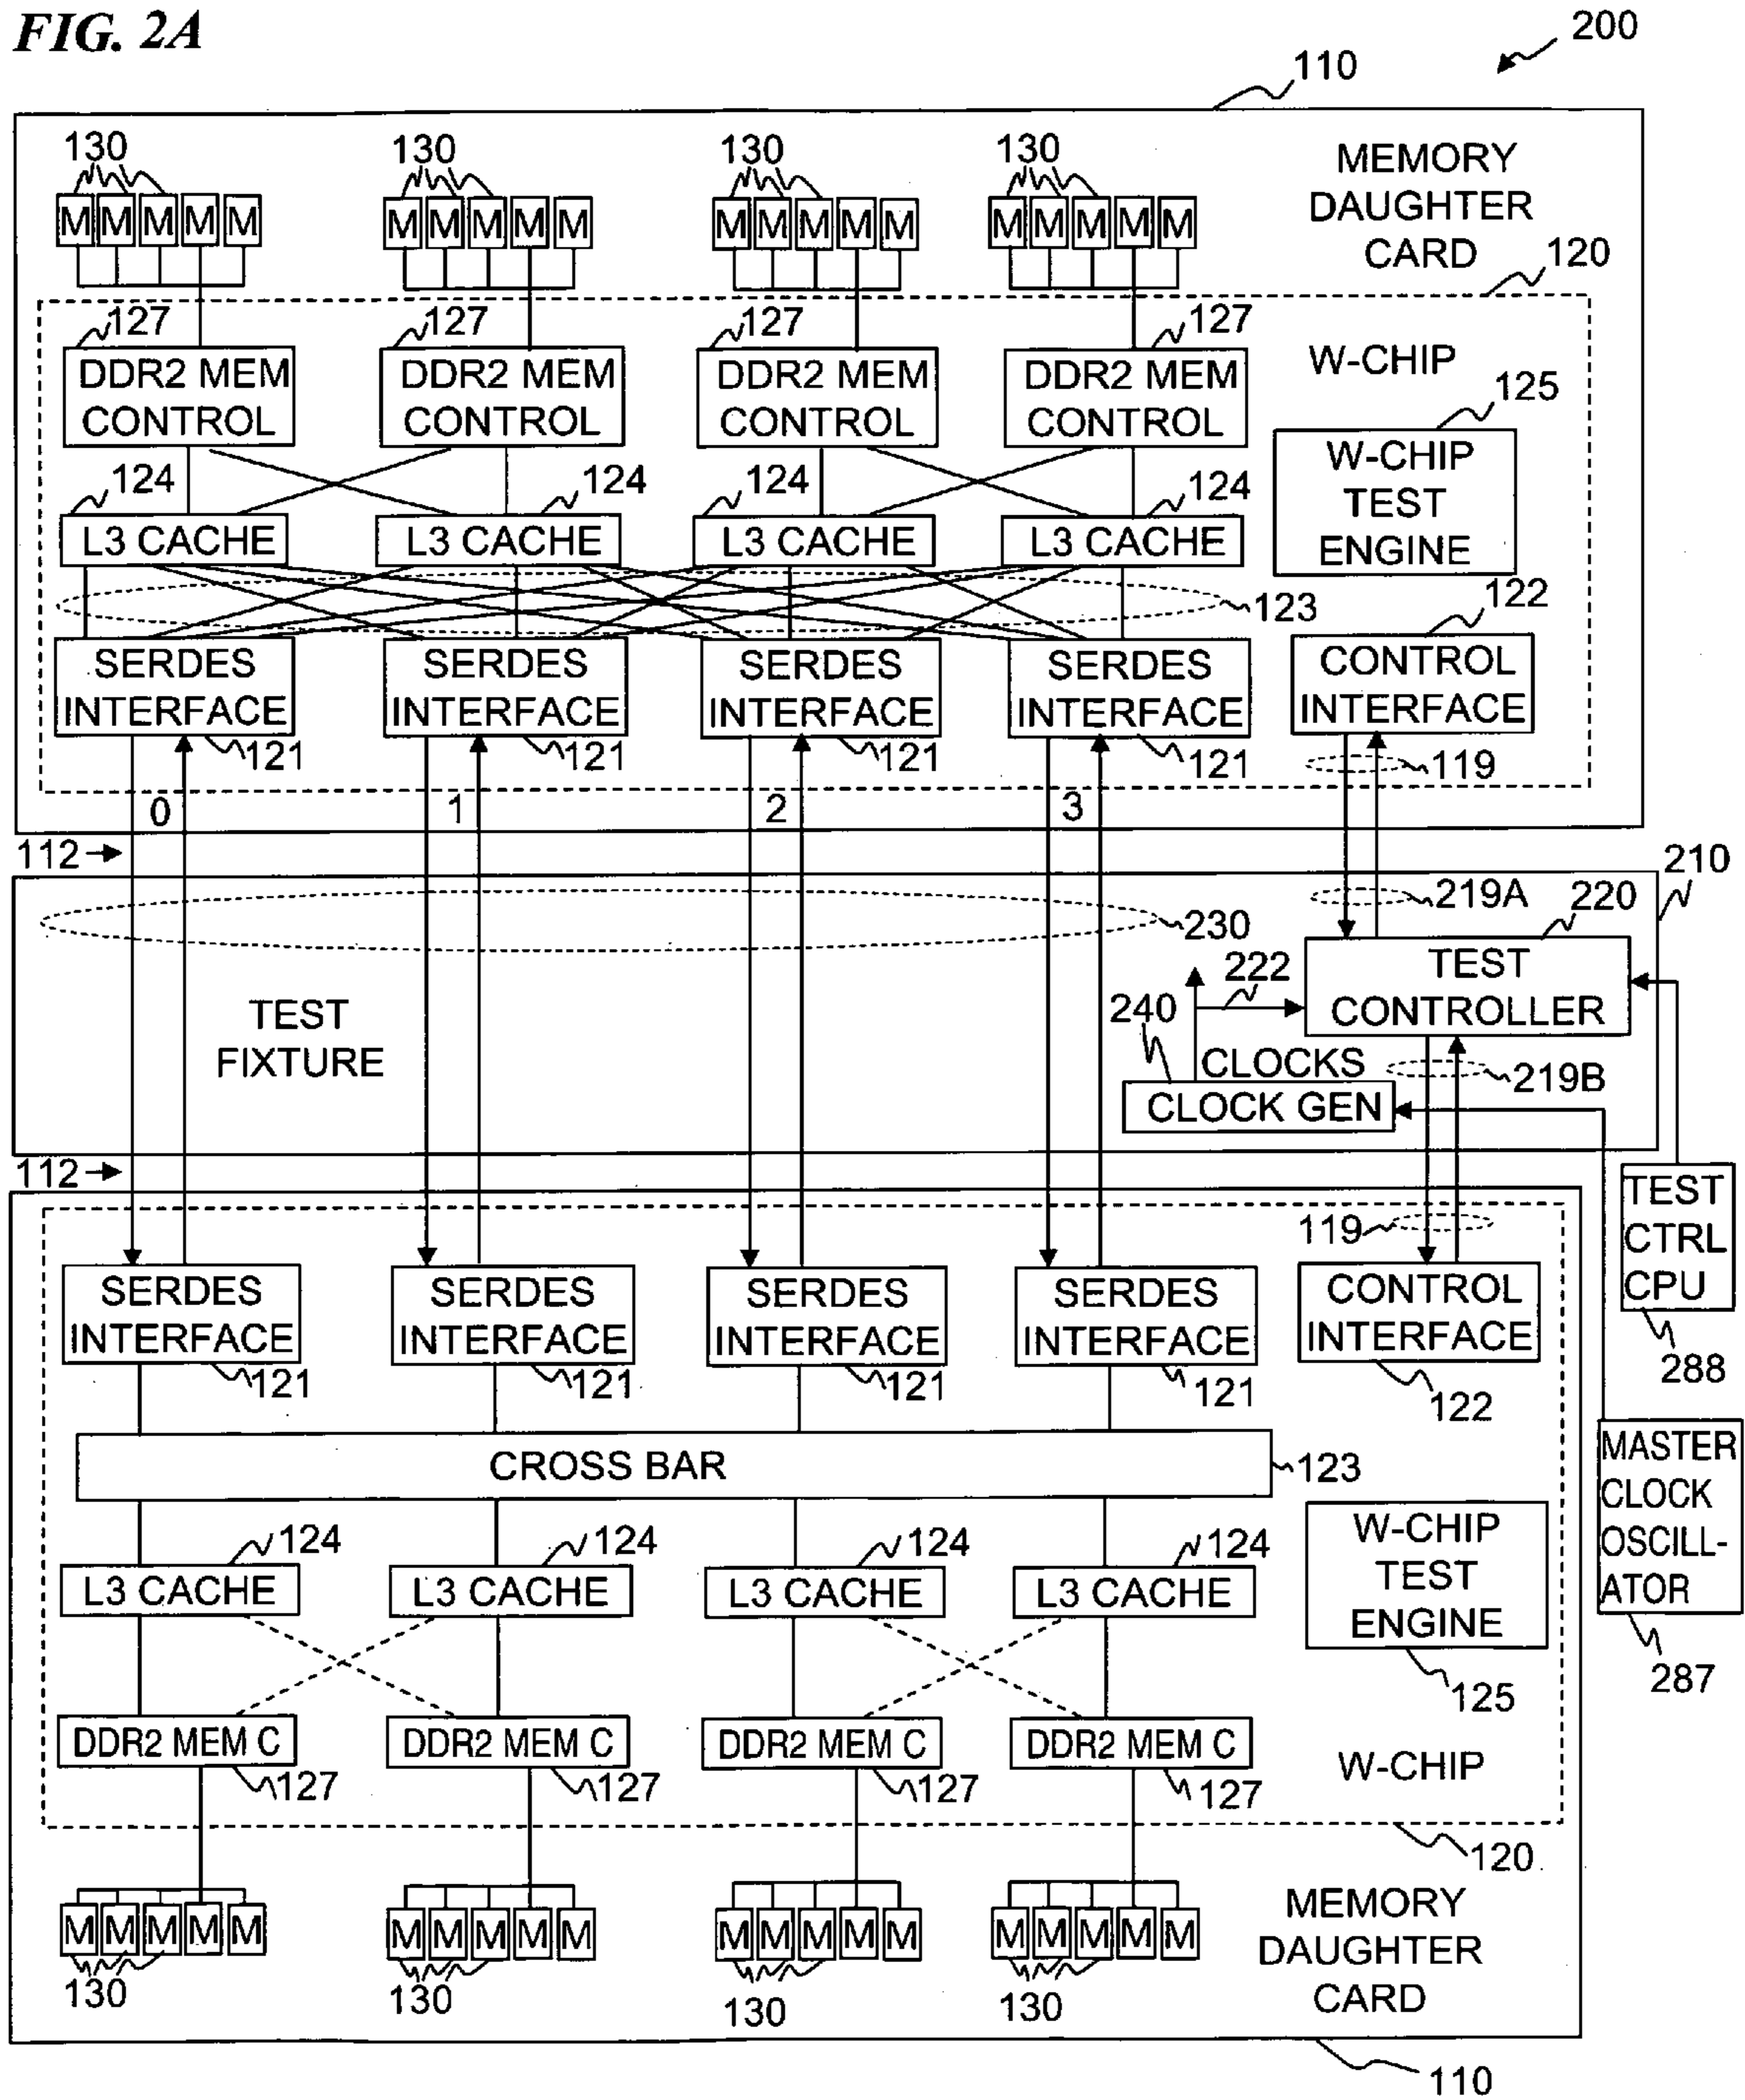 FIG. 2A
200
110
130 130 130 130
MEMORY
DAUGHTER
CARD
M M M M M M M M M M M M M M M M M M M M
120
127 127 127 127
W-CHIP
DDR2 MEM
CONTROL
DDR2 MEM
CONTROL
DDR2 MEM
CONTROL
DDR2 MEM
CONTROL
125
W-CHIP
TEST
ENGINE
124 124 124 124
L3 CACHE L3 CACHE L3 CACHE L3 CACHE
123
122
SERDES
INTERFACE
SERDES
INTERFACE
SERDES
INTERFACE
SERDES
INTERFACE
CONTROL
INTERFACE
121 121 121 121 119
0 1 2 3
112
210
219A 220
230
TEST
CONTROLLER
222
240
TEST
FIXTURE
CLOCKS
219B
CLOCK GEN
112
TEST
CTRL
CPU
288
119
SERDES
INTERFACE
SERDES
INTERFACE
SERDES
INTERFACE
SERDES
INTERFACE
CONTROL
INTERFACE
121 121 121 121 122
CROSS BAR
123
MASTER
CLOCK
OSCILL-
ATOR
287
124 124 124 124
L3 CACHE L3 CACHE L3 CACHE L3 CACHE
W-CHIP
TEST
ENGINE
125
DDR2 MEM C DDR2 MEM C DDR2 MEM C DDR2 MEM C
127 127 127 127
W-CHIP
120
M M M M M M M M M M M M M M M M M M M M
130 130 130 130
MEMORY
DAUGHTER
CARD
110